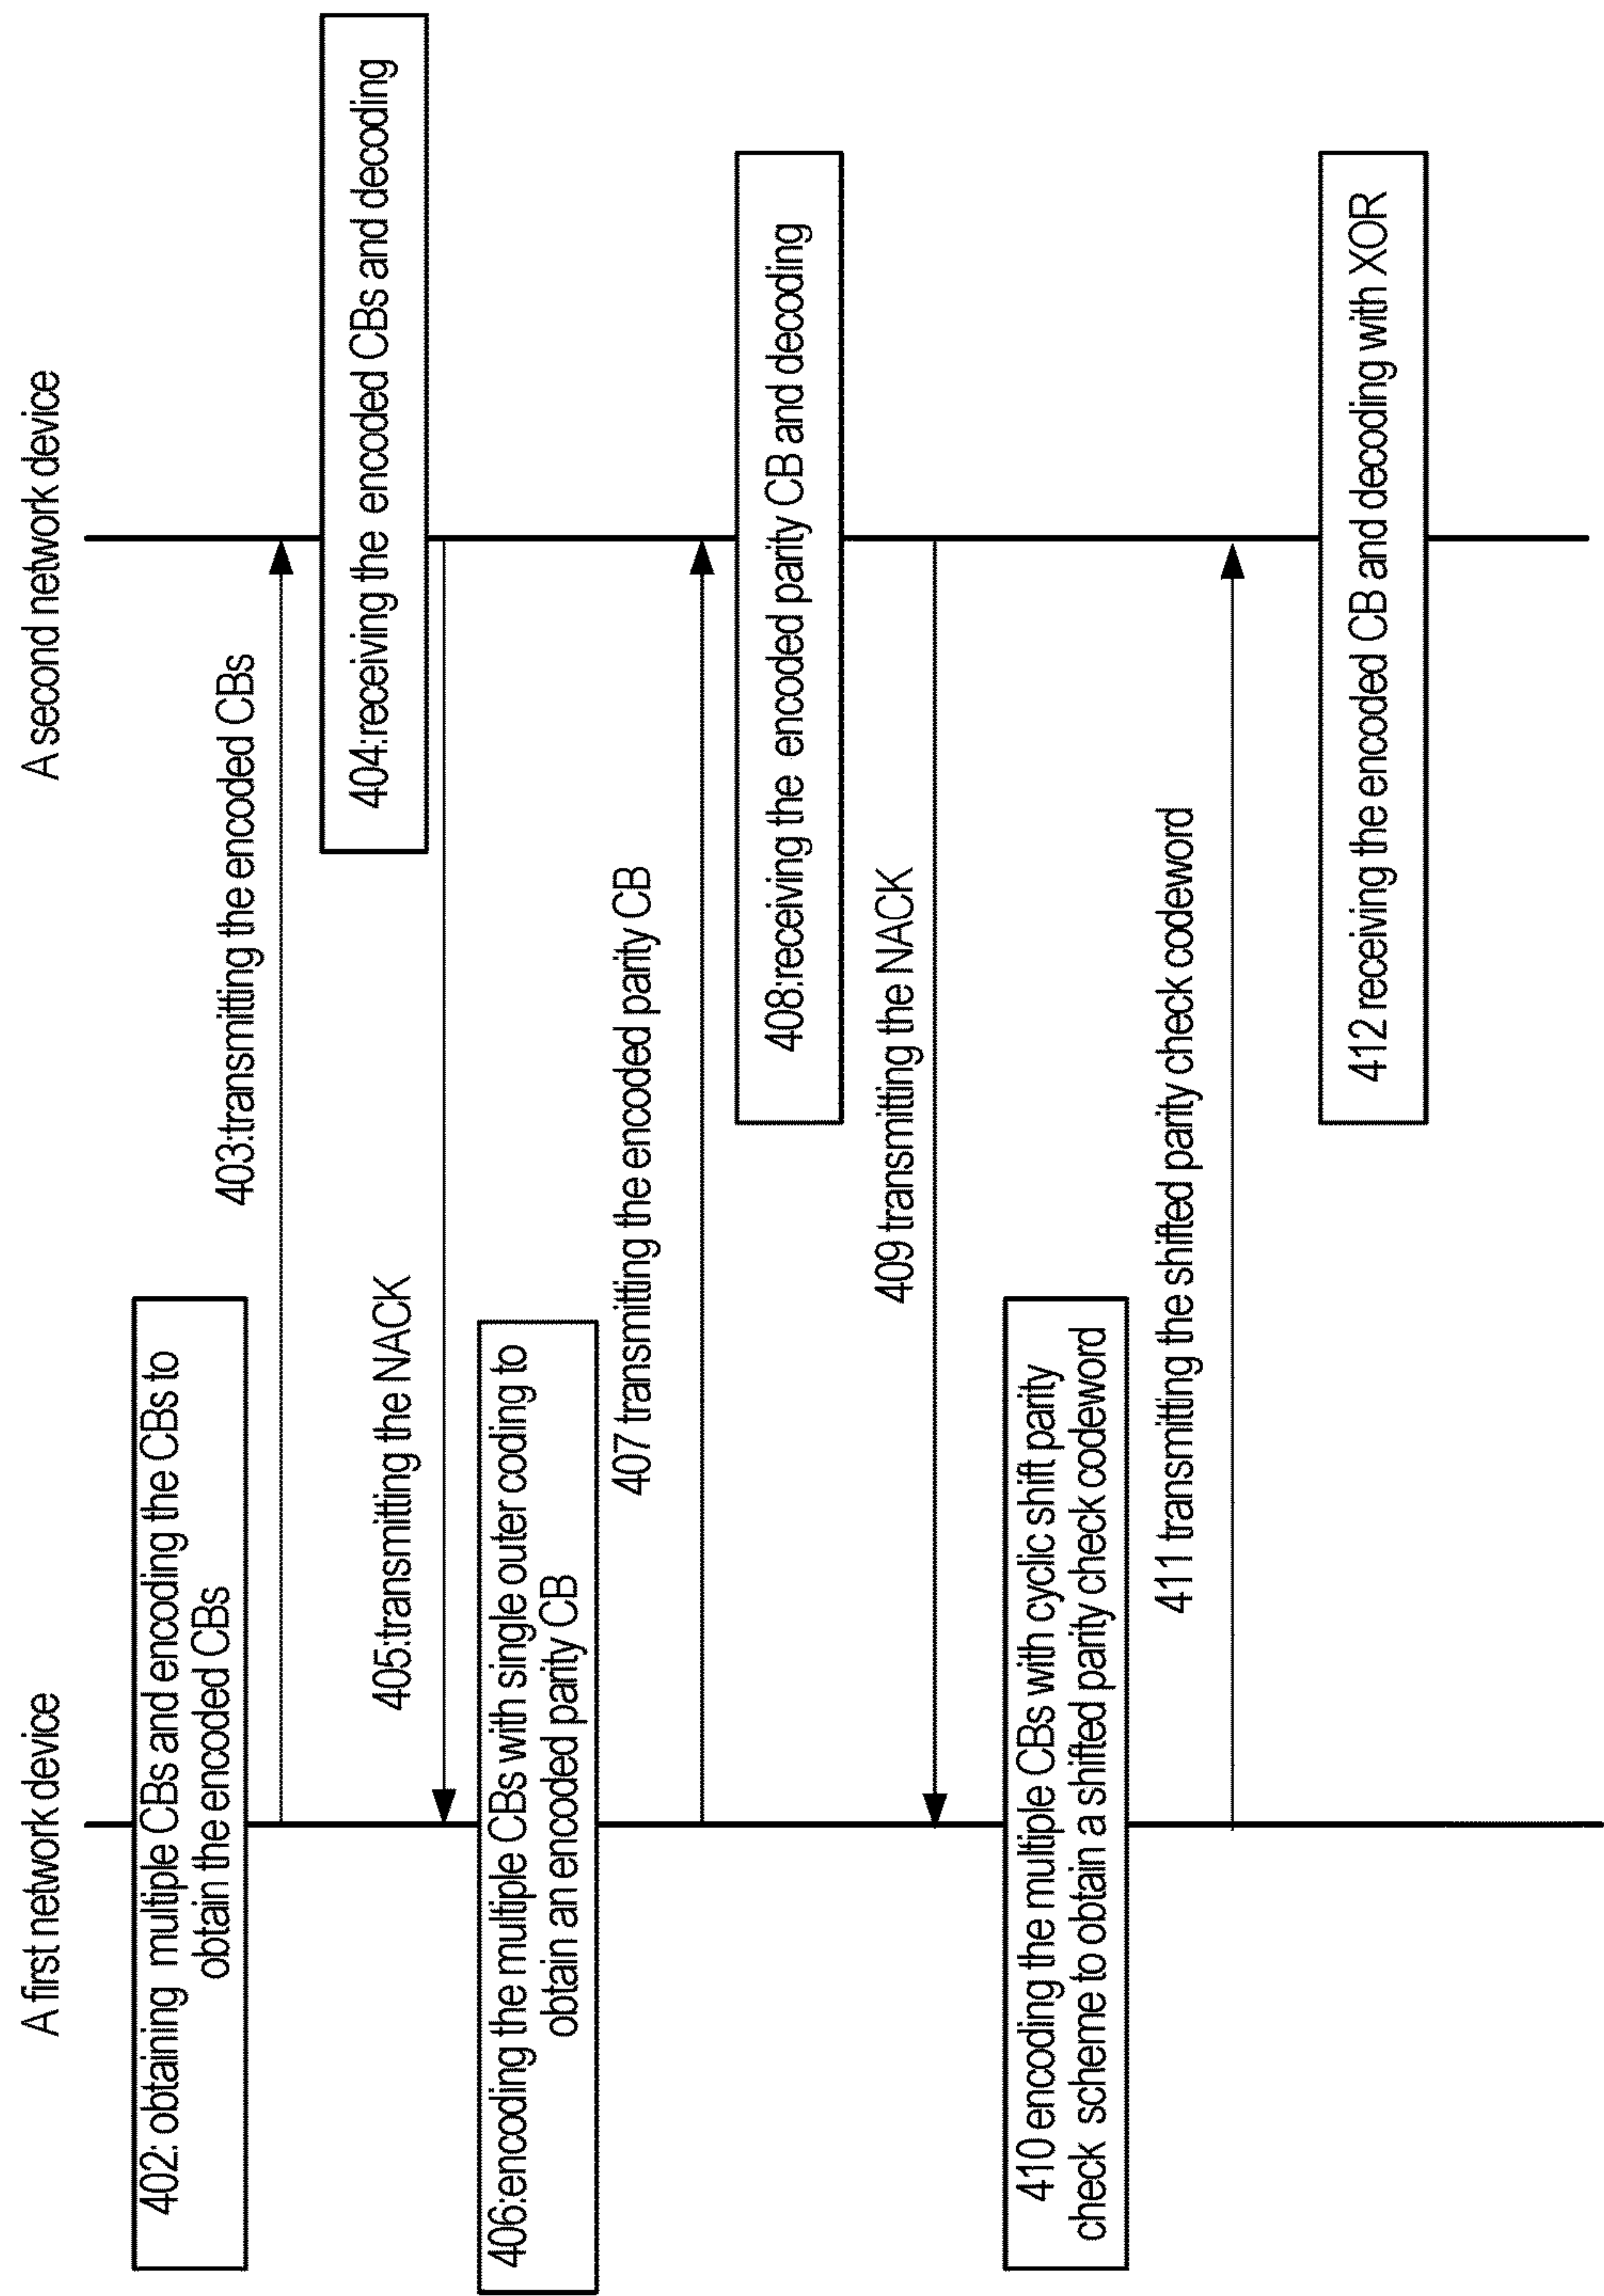 A first network device
A second network device
402: obtaining multiple CBs and encoding the CBs to
obtain the encoded CBs
403:transmitting the encoded CBs
404:receiving the encoded CBs and decoding
405:transmitting the NACK
406:encoding the multiple CBs with single outer coding to
obtain an encoded parity CB
407 transmitting the encoded parity CB
408:receiving the encoded parity CB and decoding
409 transmitting the NACK
410 encoding the multiple CBs with cyclic shift parity
check scheme to obtain a shifted parity check codeword
411 transmitting the shifted parity check codeword
412 receiving the encoded CB and decoding with XOR